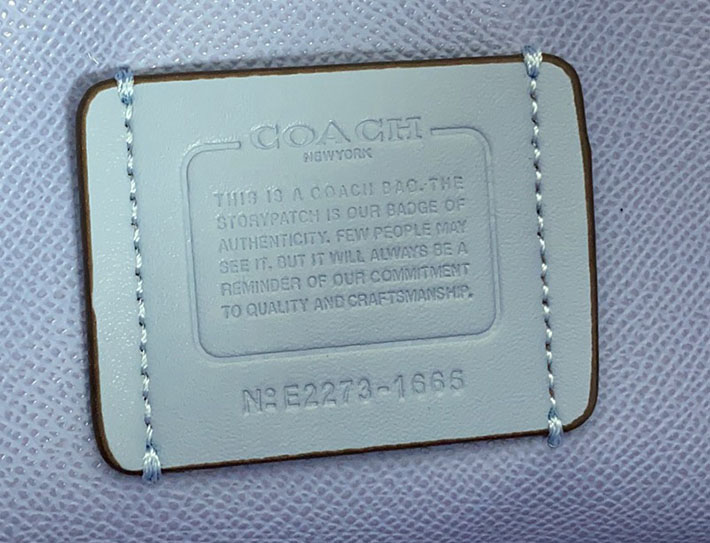 COACH
NEW YORK
THIS IS A COACH BAG. THE
STORYPATCH IS OUR BADGE OF
AUTHENTICITY. FEW PEOPLE MAY
SEE IT. BUT IT WILL ALWAYS BE A
REMINDER OF OUR COMMITMENT
TO QUALITY AND CRAFTSMANSHIP.
Nº E2273-1665